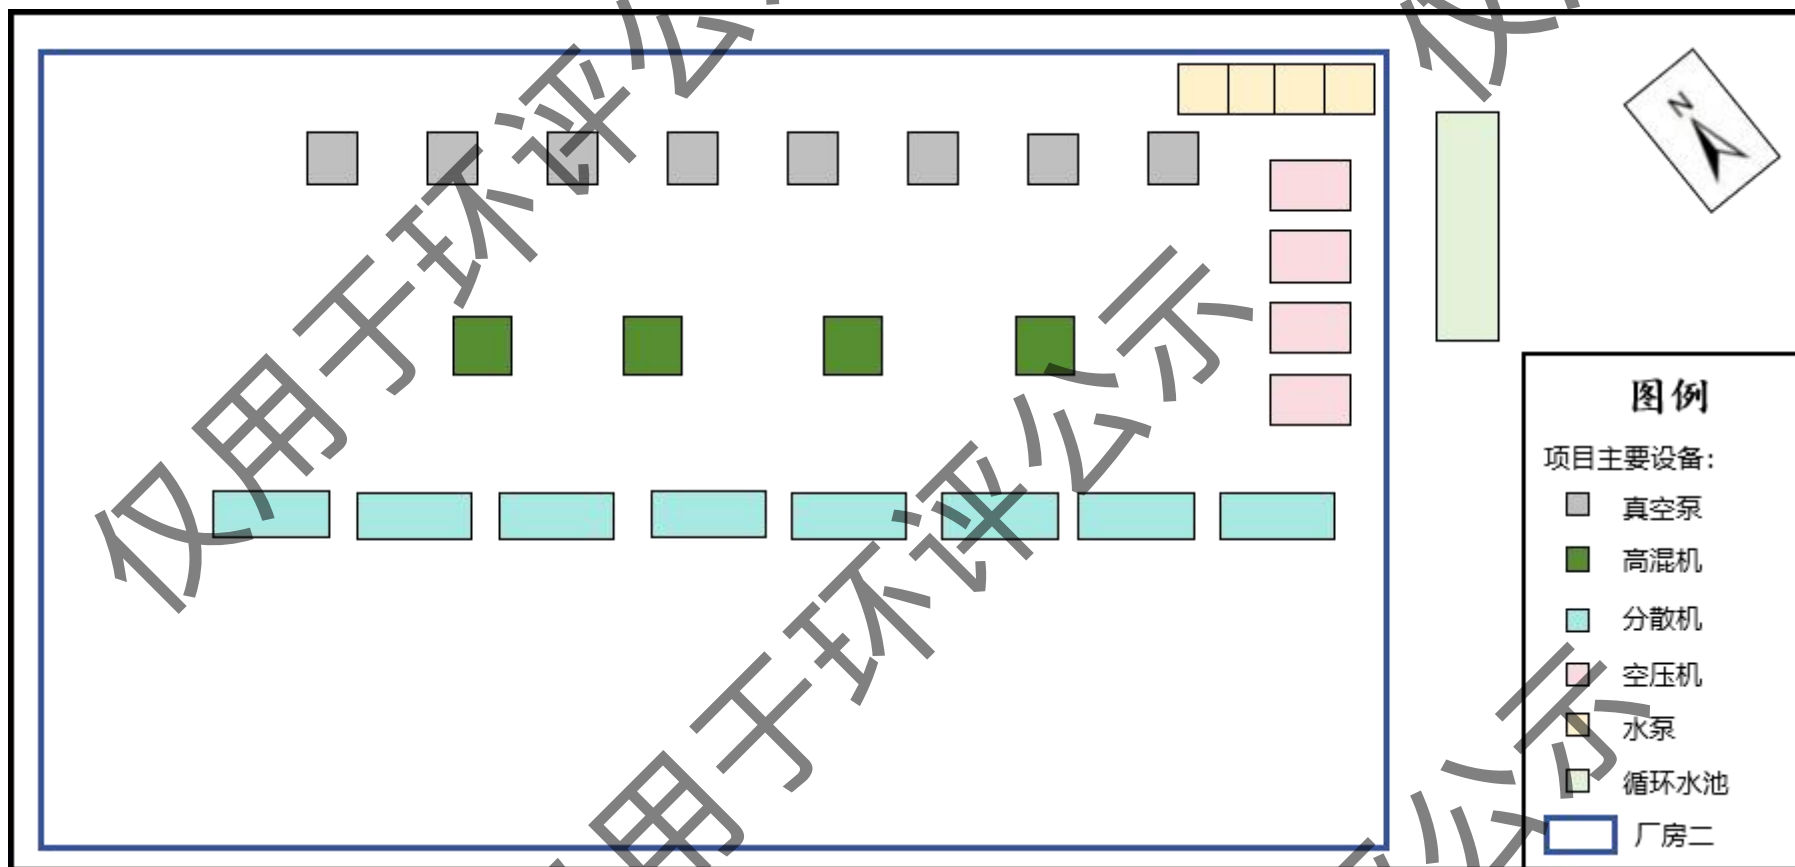 仅用于环评公示
仅用于环评公示
N
图例
项目主要设备：
真空泵
高混机
分散机
空压机
水泵
循环水池
厂房二
公示